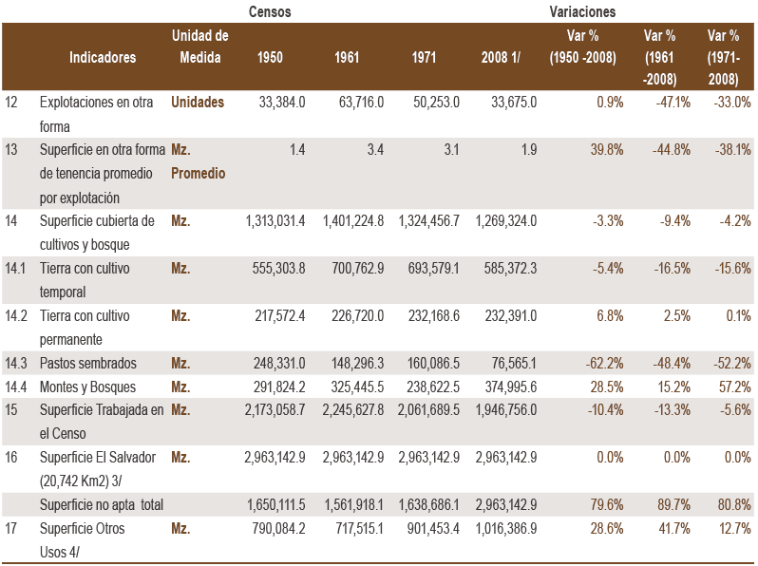 Censos Variaciones
Indicadores Unidad de Medida 1950 1961 1971 2008 1/ Var % (1950 -2008) Var % (1961 -2008) Var % (1971- 2008)
12 Explotaciones en otra forma Unidades 33,384.0 63,716.0 50,253.0 33,675.0 0.9% -47.1% -33.0%
13 Superficie en otra forma de tenencia promedio por explotación Mz. Promedio 1.4 3.4 3.1 1.9 39.8% -44.8% -38.1%
14 Superficie cubierta de cultivos y bosque Mz. 1,313,031.4 1,401,224.8 1,324,456.7 1,269,324.0 -3.3% -9.4% -4.2%
14.1 Tierra con cultivo temporal Mz. 555,303.8 700,762.9 693,579.1 585,372.3 -5.4% -16.5% -15.6%
14.2 Tierra con cultivo permanente Mz. 217,572.4 226,720.0 232,168.6 232,391.0 6.8% 2.5% 0.1%
14.3 Pastos sembrados Mz. 248,331.0 148,296.3 160,086.5 76,565.1 -62.2% -48.4% -52.2%
14.4 Montes y Bosques Mz. 291,824.2 325,445.5 238,622.5 374,995.6 28.5% 15.2% 57.2%
15 Superficie Trabajada en el Censo Mz. 2,173,058.7 2,245,627.8 2,061,689.5 1,946,756.0 -10.4% -13.3% -5.6%
16 Superficie El Salvador (20,742 Km2) 3/ Mz. 2,963,142.9 2,963,142.9 2,963,142.9 2,963,142.9 0.0% 0.0% 0.0%
Superficie no apta total 1,650,111.5 1,561,918.1 1,638,686.1 2,963,142.9 79.6% 89.7% 80.8%
17 Superficie Otros Usos 4/ Mz. 790,084.2 717,515.1 901,453.4 1,016,386.9 28.6% 41.7% 12.7%